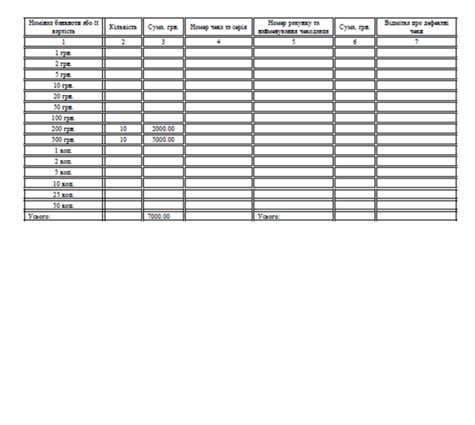 Номінал банкноти або її вартість Кількість Сума, грн. Номер чека та серія Номер рахунку та найменування чекодавця Сума, грн. Відмітка про дефектні чеки
1 2 3 4 5 6 7
1 грн.
2 грн.
5 грн.
10 грн.
20 грн.
50 грн.
100 грн.
200 грн. 10 2000.00
500 грн. 10 5000.00
1 коп.
2 коп.
5 коп.
10 коп.
25 коп.
50 коп.
Усього: 7000.00 Усього: